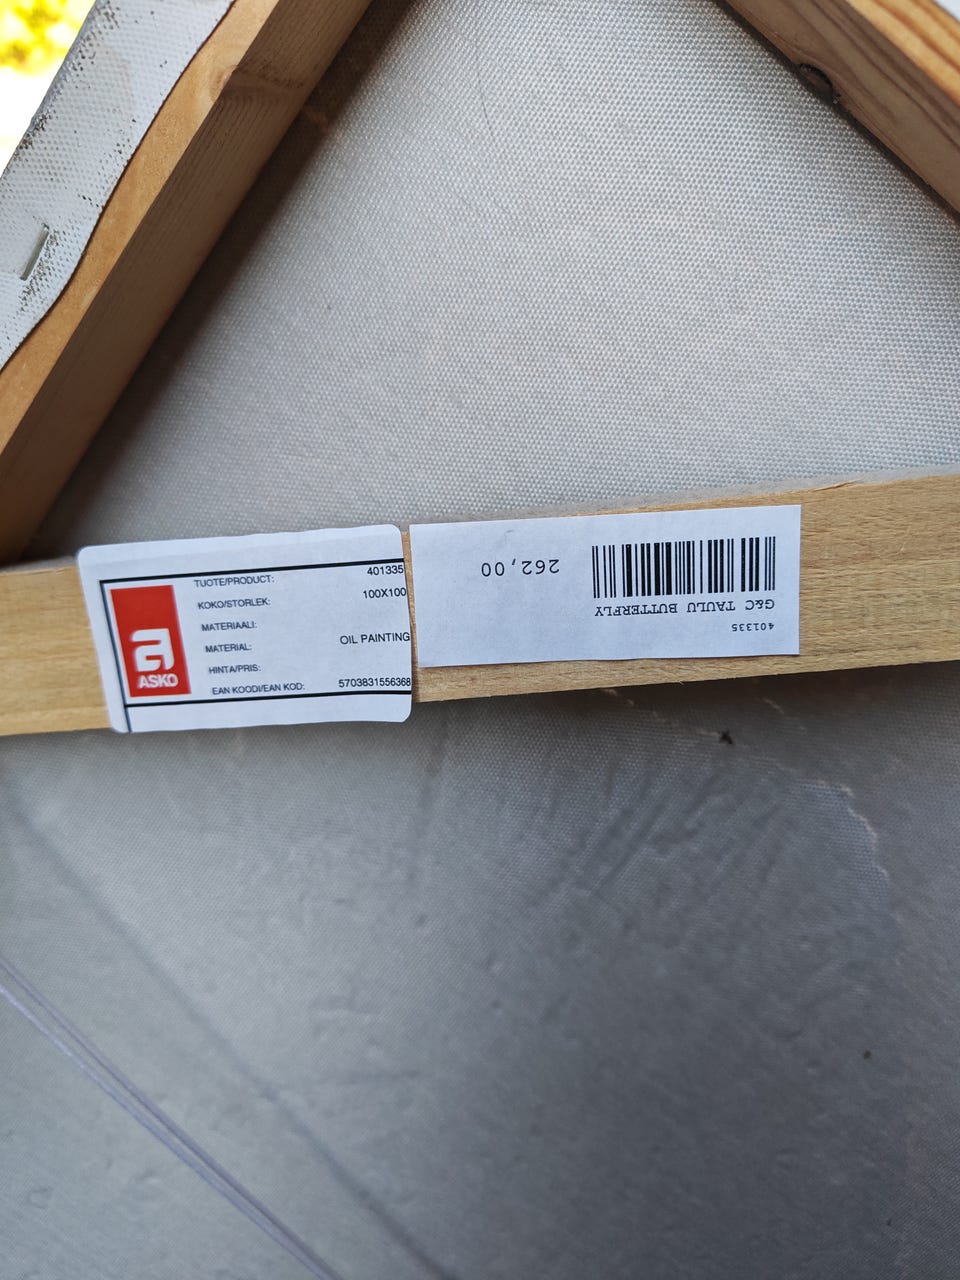 TUOTE/PRODUCT: 401335
KOKO/STORLEK: 100X100
MATERIAALI:
MATERIAL: OIL PAINTING
HINTA/PRIS:
EAN KOODI/EAN KOD: 5703831556368
a
ASKO
401335
G&C TAULU BUTTERFLY
262,00